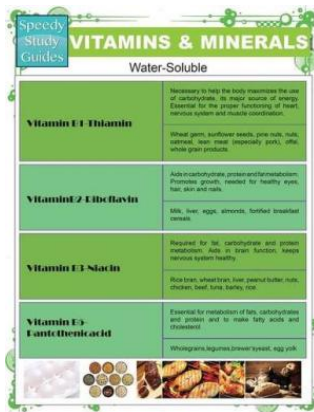 Speedy
Study
Guides
VITAMINS & MINERALS
Water-Soluble
Vitamin B1-Thiamin
Necessary to help the body maximizes the use
of carbohydrate, its major source of energy.
Essential for the proper functioning of heart,
nervous system and muscle coordination.
Wheat germ, sunflower seeds, pine nuts, nuts,
oatmeal, lean meat (especially pork), offal,
whole grain products.
VitaminB2-Riboflavin
Aids in carbohydrate, protein and fat metabolism.
Promotes growth, needed for healthy eyes,
hair, skin and nails.
Milk, liver, eggs, almonds, fortified breakfast
cereals.
Vitamin B3-Niacin
Required for fat, carbohydrate and protein
metabolism. Aids in brain function, keeps
nervous system healthy.
Rice bran, wheat bran, liver, peanut butter, nuts,
chicken, beef, tuna, barley, rice.
Vitamin B5-
Pantothenicacid
Essential for metabolism of fats, carbohydrates
and protein and to make fatty acids and
cholesterol
Wholegrains,legumes,brewer'syeast, egg yolk